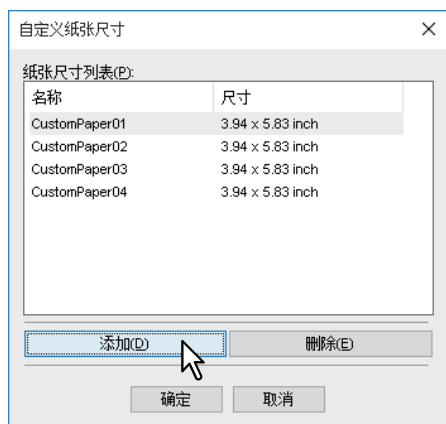 自定义纸张尺寸
纸张尺寸列表(P):
名称 尺寸
CustomPaper01 3.94 x 5.83 inch
CustomPaper02 3.94 x 5.83 inch
CustomPaper03 3.94 x 5.83 inch
CustomPaper04 3.94 x 5.83 inch
添加(D) 删除(E)
确定 取消